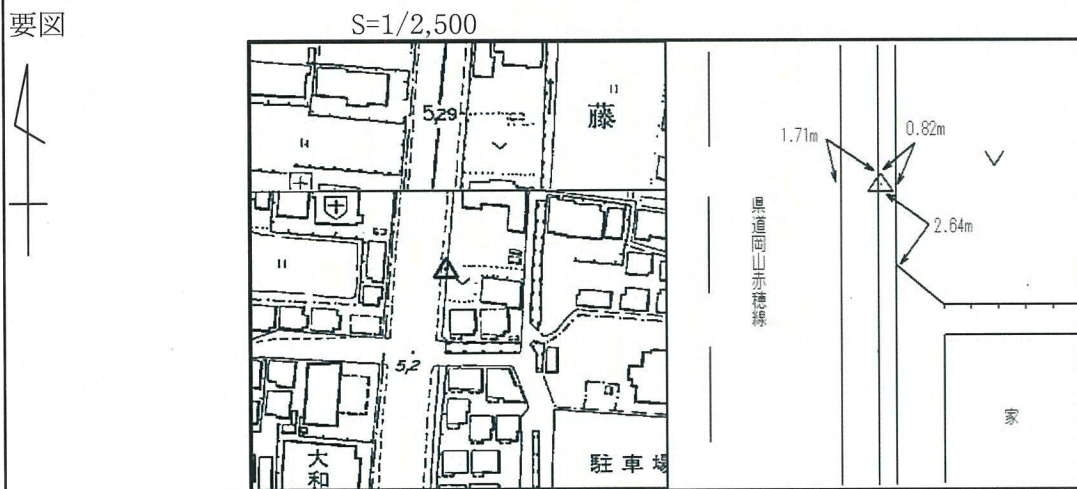 要図
S=1/2,500
5.29
藤
5.2
大和
駐車場
1.71m
0.82m
2.64m
県道岡山赤穂線
家